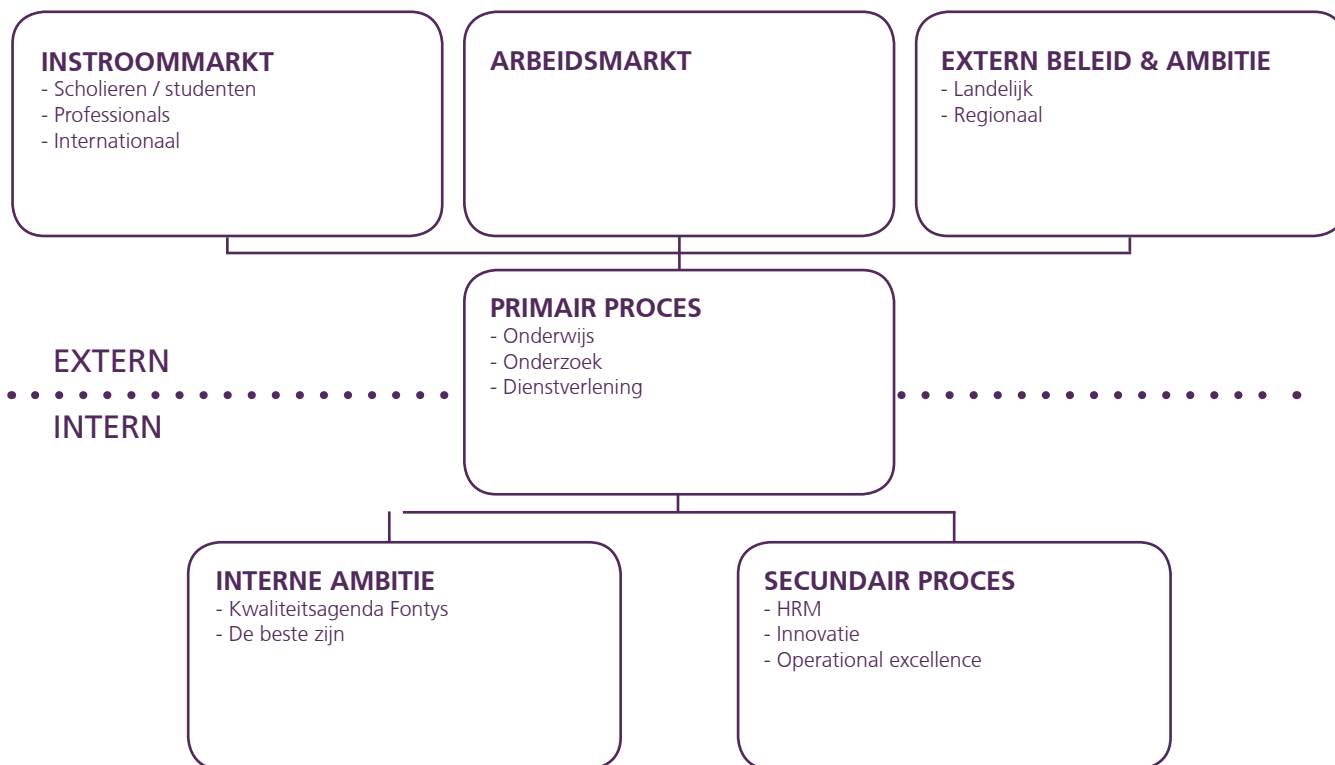 INSTROOMMARKT
- Scholieren / studenten
- Professionals
- Internationaal
ARBEIDSMARKT
EXTERN BELEID & AMBITIE
- Landelijk
- Regionaal
PRIMAIR PROCES
- Onderwijs
- Onderzoek
- Dienstverlening
EXTERN
INTERN
INTERNE AMBITIE
- Kwaliteitsagenda Fontys
- De beste zijn
SECUNDAIR PROCES
- HRM
- Innovatie
- Operational excellence